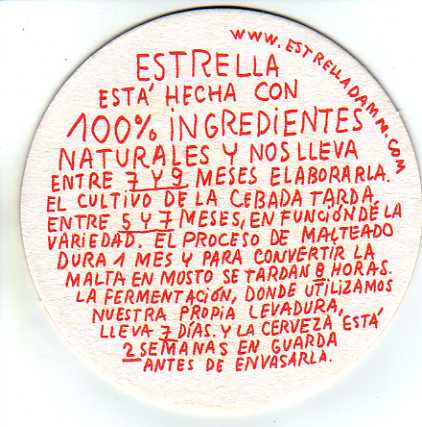 www.ESTRELLADAMM.COM
ESTRELLA
ESTÁ HECHA CON
100% iNGREDiENTES
NATURALES Y NOS LLEVA
ENTRE 7 Y 9 MESES ELABORARLA.
EL CULTIVO DE LA CEBADA TARDA
ENTRE 5 Y 7 MESES, EN FUNCIÓN DE LA
VARIEDAD. EL PROCESO DE MALTEADO
DURA 1 MES Y PARA CONVERTIR LA
MALTA EN MOSTO SE TARDAN 8 HORAS.
LA FERMENTACIÓN, DONDE UTILIZAMOS
NUESTRA PROPIA LEVADURA,
LLEVA 7 DÍAS. Y LA CERVEZA ESTÁ
2 SEMANAS EN GUARDA
ANTES DE ENVASARLA.